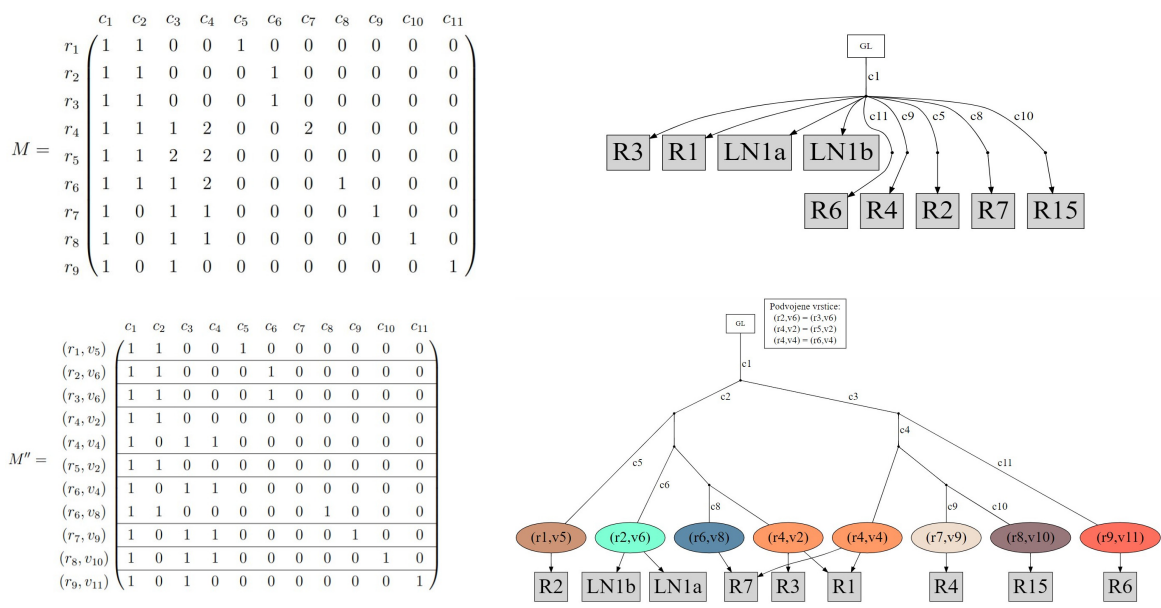 c1 c2 c3 c4 c5 c6 c7 c8 c9 c10 c11
r1 1 1 0 0 1 0 0 0 0 0 0
r2 1 1 0 0 0 1 0 0 0 0 0
r3 1 1 0 0 0 1 0 0 0 0 0
r4 1 1 1 2 0 0 2 0 0 0 0
M = r5 1 1 2 2 0 0 0 0 0 0 0
r6 1 1 1 2 0 0 0 1 0 0 0
r7 1 0 1 1 0 0 0 0 1 0 0
r8 1 0 1 1 0 0 0 0 0 1 0
r9 1 0 1 0 0 0 0 0 0 0 1
GL
c1
c11 c9 c5 c8 c10
R3 R1 LN1a LN1b
R6 R4 R2 R7 R15
c1 c2 c3 c4 c5 c6 c7 c8 c9 c10 c11
(r1, v5) 1 1 0 0 1 0 0 0 0 0 0
(r2, v6) 1 1 0 0 0 1 0 0 0 0 0
(r3, v6) 1 1 0 0 0 1 0 0 0 0 0
(r4, v2) 1 1 0 0 0 0 0 0 0 0 0
(r4, v4) 1 0 1 1 0 0 0 0 0 0 0
M'' = (r5, v2) 1 1 0 0 0 0 0 0 0 0 0
(r6, v4) 1 0 1 1 0 0 0 0 0 0 0
(r6, v8) 1 1 0 0 0 0 0 1 0 0 0
(r7, v9) 1 0 1 1 0 0 0 0 1 0 0
(r8, v10) 1 0 1 1 0 0 0 0 0 1 0
(r9, v11) 1 0 1 0 0 0 0 0 0 0 1
GL
Podvojene vrstice:
(r2,v6) = (r3,v6)
(r4,v2) = (r5,v2)
(r4,v4) = (r6,v4)
c1
c2 c3
c4
c5 c6 c8 c9 c10 c11
(r1,v5) (r2,v6) (r6,v8) (r4,v2) (r4,v4) (r7,v9) (r8,v10) (r9,v11)
R2 LN1b LN1a R7 R3 R1 R4 R15 R6